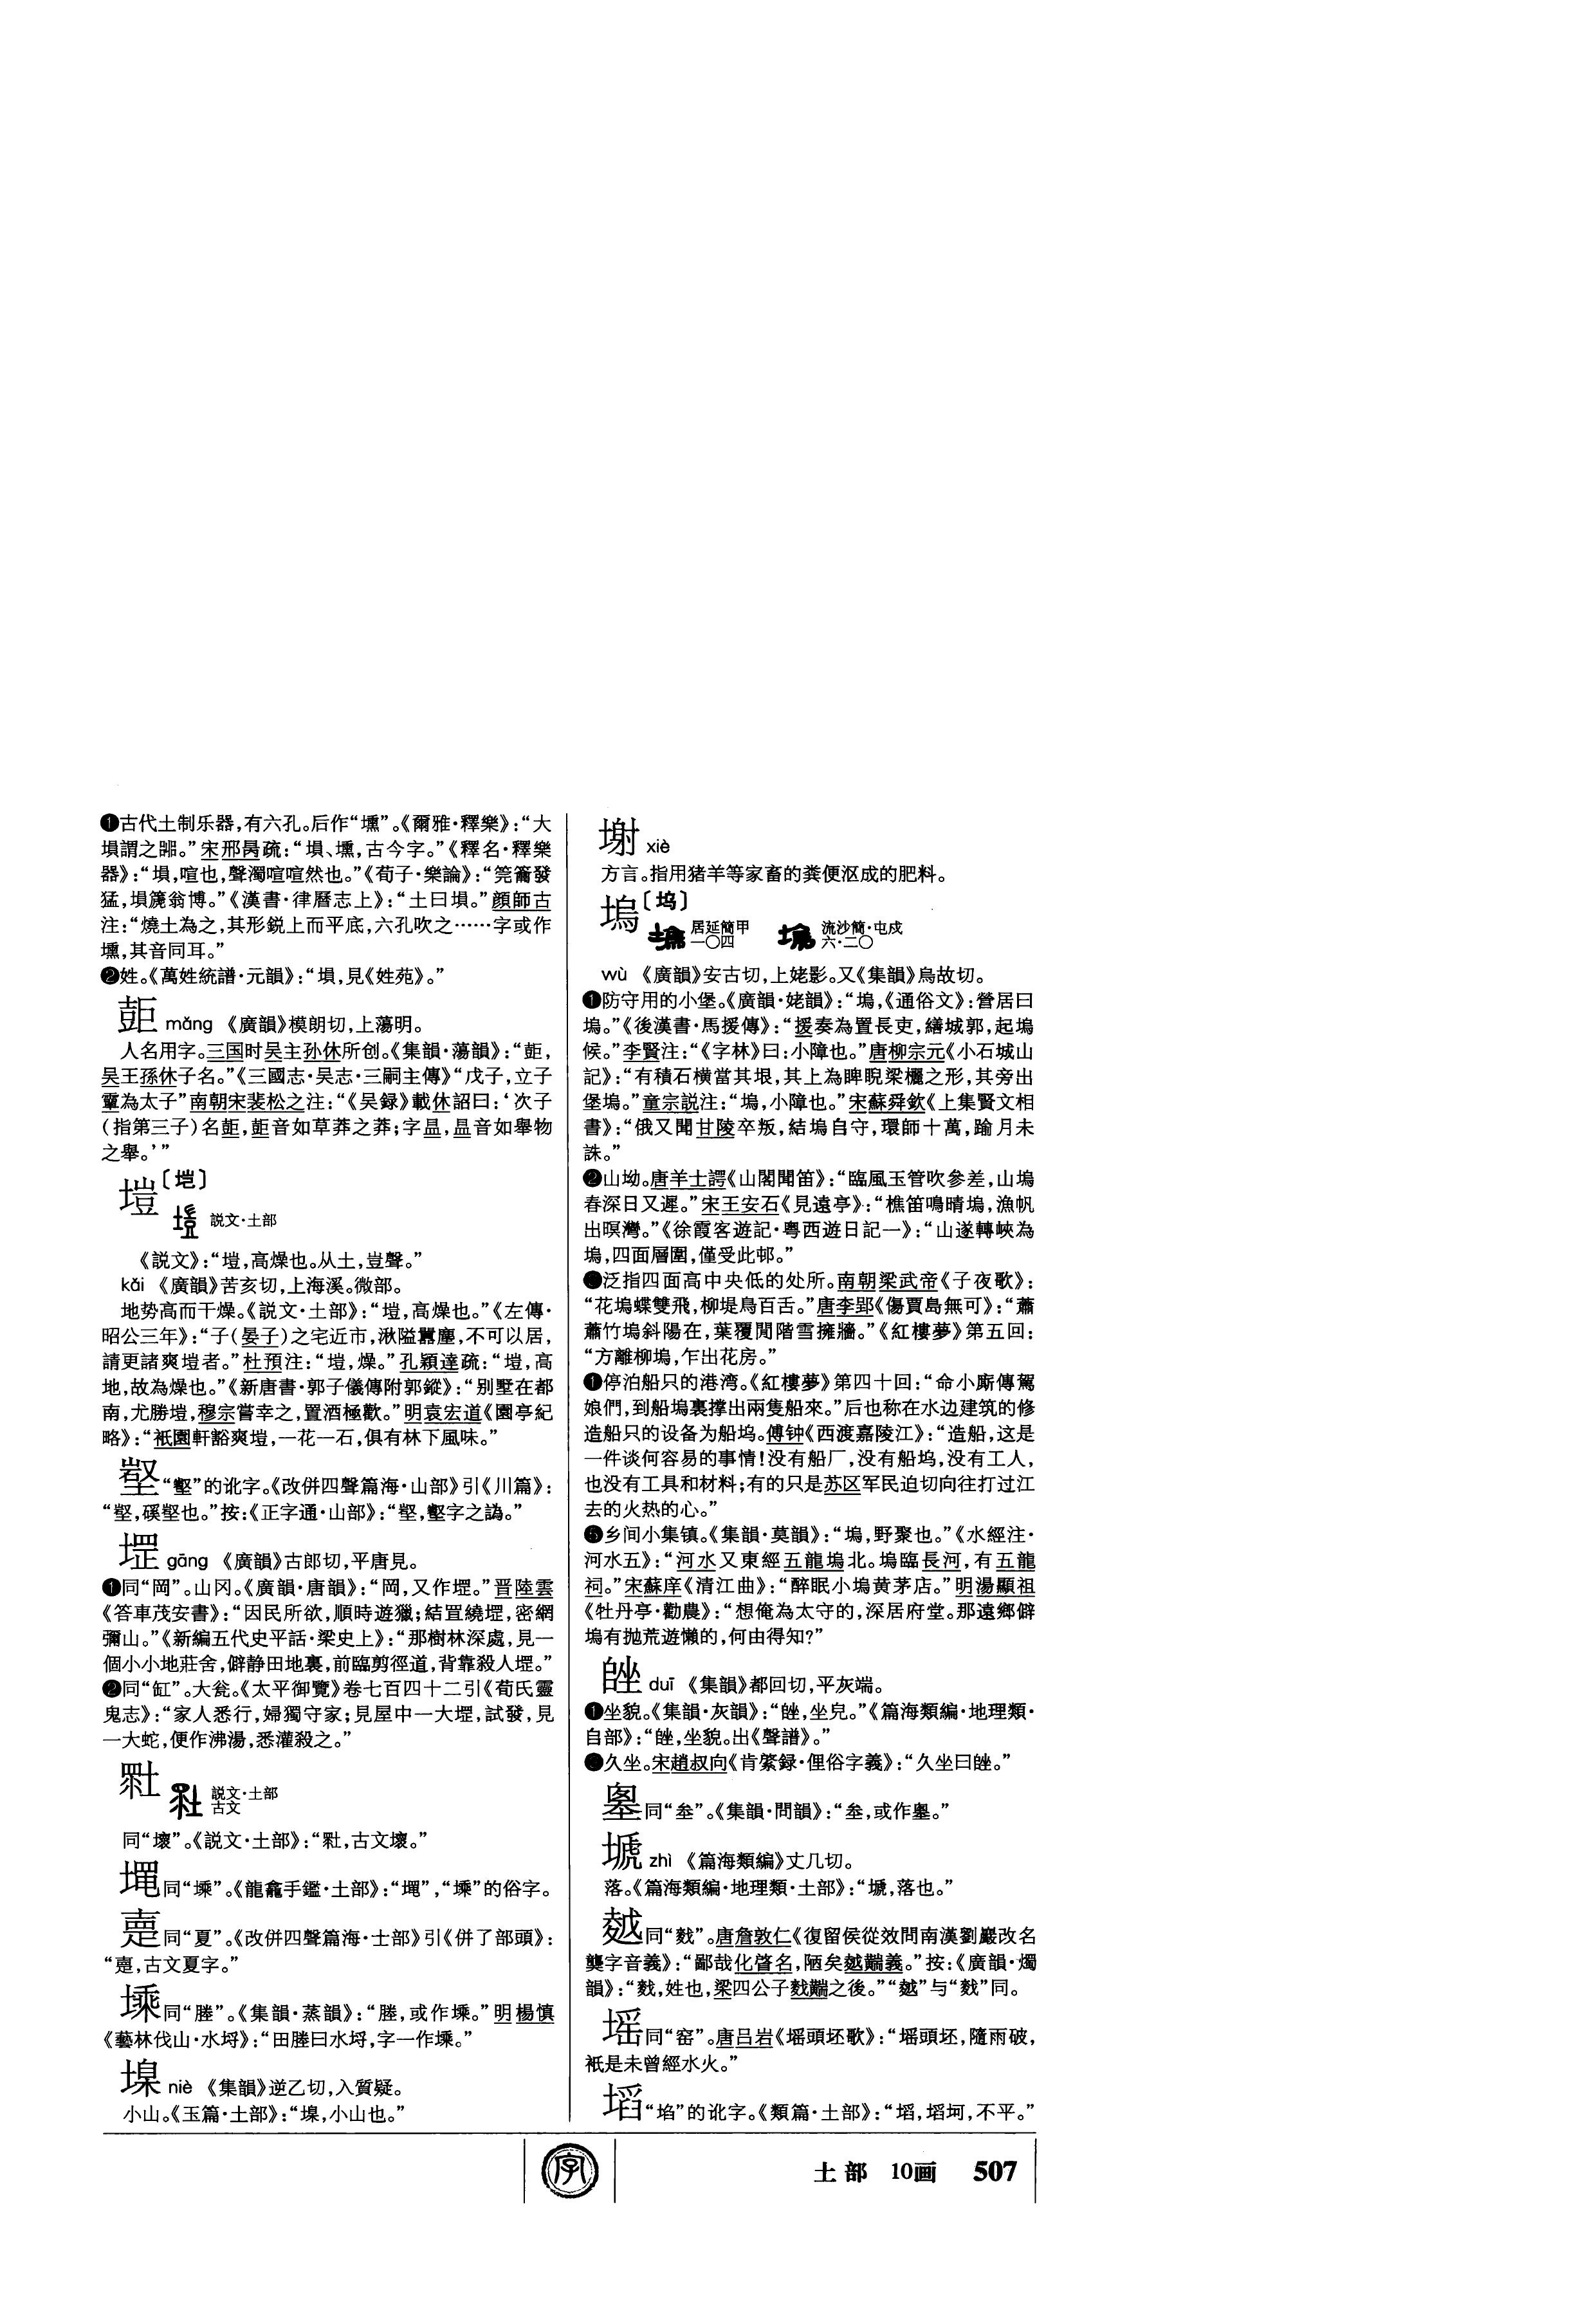 ❶古代土制乐器,有六孔。后作“壎”。《爾雅·釋樂》:“大
塤謂之嘂。”宋邢昺疏:“塤、壎,古今字。”《釋名·釋樂
器》:“塤,喧也,聲濁喧喧然也。”《荀子·樂論》:“筦籥發
猛,塤篪翁博。”《漢書·律曆志上》:“土曰塤。”顔師古
注:“燒土為之,其形鋭上而平底,六孔吹之……字或作
壎,其音同耳。”
❷姓。《萬姓統譜·元韻》:“塤,見《姓苑》。”
mǎng 《廣韻》模朗切,上蕩明。
人名用字。三国时吴主孙休所创。《集韻·蕩韻》:“
吴王孫休子名。”《三國志·吴志·三嗣主傳》“戊子,立子
𩅦為太子”南朝宋裴松之注:“《吴録》載休詔曰:‘次子
(指第三子)名,音如草莽之莽;字昷,昷音如舉物
之舉。’”
塏〔垲〕
説文·土部
《説文》:“塏,高燥也。从土,豈聲。”
kǎi 《廣韻》苦亥切,上海溪。微部。
地势高而干燥。《説文·土部》:“塏,高燥也。”《左傳·
昭公三年》:“子(晏子)之宅近市,湫隘囂塵,不可以居,
請更諸爽塏者。”杜預注:“塏,燥。”孔穎達疏:“塏,高
地,故為燥也。”《新唐書·郭子儀傳附郭鏦》:“别墅在都
南,尤勝塏,穆宗嘗幸之,置酒極歡。”明袁宏道《園亭紀
略》:“衹園軒豁爽塏,一花一石,俱有林下風味。”
“”的讹字。《改併四聲篇海·山部》引《川篇》:
“,磎也。”按:《正字通·山部》:“,字之譌。”
堽 gāng 《廣韻》古郎切,平唐見。
❶同“岡”。山冈。《廣韻·唐韻》:“岡,又作堽。”晋陸雲
《答車茂安書》:“因民所欲,順時遊獵;結罝繞堽,密網
彌山。”《新編五代史平話·梁史上》:“那樹林深處,見一
個小小地莊舍,僻静田地裏,前臨剪徑道,背靠殺人堽。”
❷同“缸”。大瓮。《太平御覽》卷七百四十二引《荀氏靈
鬼志》:“家人悉行,婦獨守家;見屋中一大堽,試發,見
一大蛇,便作沸湯,悉灌殺之。”
説文·土部
古文
同“壞”。《説文·土部》:“,古文壞。”
同“塖”。《龍龕手鑑·土部》:“”,“塖”的俗字。
同“夏”。《改併四聲篇海·士部》引《併了部頭》:
“,古文夏字。”
塖同“塍”。《集韻·蒸韻》:“塍,或作塖。”明楊慎
《藝林伐山·水埒》:“田塍曰水埒,字一作塖。”
㙞 niè 《集韻》逆乙切,入質疑。
小山。《玉篇·土部》:“㙞,小山也。”
塮 xiè
方言。指用猪羊等家畜的粪便沤成的肥料。
塢〔坞〕
居延簡甲
一〇四
流沙簡·屯戍
六·二〇
wù 《廣韻》安古切,上姥影。又《集韻》烏故切。
❶防守用的小堡。《廣韻·姥韻》:“塢,《通俗文》:營居曰
塢。”《後漢書·馬援傳》:“援奏為置長吏,繕城郭,起塢
候。”李賢注:“《字林》曰:小障也。”唐柳宗元《小石城山
記》:“有積石横當其垠,其上為睥睨梁欐之形,其旁出
堡塢。”童宗説注:“塢,小障也。”宋蘇舜欽《上集賢文相
書》:“俄又聞甘陵卒叛,結塢自守,環師十萬,踰月未
誅。”
❷山坳。唐羊士諤《山閣聞笛》:“臨風玉管吹參差,山塢
春深日又遲。”宋王安石《見遠亭》:“樵笛鳴晴塢,漁帆
出暝灣。”《徐霞客遊記·粤西遊日記一》:“山遂轉峽為
塢,四面層圍,僅受此邨。”
❸泛指四面高中央低的处所。南朝梁武帝《子夜歌》:
“花塢蝶雙飛,柳堤鳥百舌。”唐李郢《傷賈島無可》:“蕭
蕭竹塢斜陽在,葉覆閒階雪擁牆。”《紅樓夢》第五回:
“方離柳塢,乍出花房。”
❹停泊船只的港湾。《紅樓夢》第四十回:“命小廝傳駕
娘們,到船塢裏撑出兩隻船來。”后也称在水边建筑的修
造船只的设备为船坞。傅钟《西渡嘉陵江》:“造船,这是
一件谈何容易的事情!没有船厂,没有船坞,没有工人,
也没有工具和材料;有的只是苏区军民迫切向往打过江
去的火热的心。”
❺乡间小集镇。《集韻·莫韻》:“塢,野聚也。”《水經注·
河水五》:“河水又東經五龍塢北。塢臨長河,有五龍
祠。”宋蘇庠《清江曲》:“醉眠小塢黄茅店。”明湯顯祖
《牡丹亭·勸農》:“想俺為太守的,深居府堂。那遠鄉僻
塢有抛荒遊懶的,何由得知?”
duī 《集韻》都回切,平灰端。
❶坐貌。《集韻·灰韻》:“,坐皃。”《篇海類編·地理類·
𠂤部》:“,坐貌。出《聲譜》。”
❷久坐。宋趙叔向《肯綮録·俚俗字義》:“久坐曰。”
同“坌”。《集韻·問韻》:“坌,或作。”
zhì 《篇海類編》丈几切。
落。《篇海類編·地理類·土部》:“,落也。”
同“”。唐詹敦仁《復留侯從效問南漢劉巖改名
龑字音義》:“鄙哉化啓名,陋矣義。”按:《廣韻·燭
韻》:“,姓也,梁四公子之後。”“”与“”同。
塯同“窑”。唐吕岩《頭坯歌》:“頭坯,隨雨破,
衹是未曾經水火。”
“埳”的讹字。《類篇·土部》:“,坷,不平。”
土部 10画 507